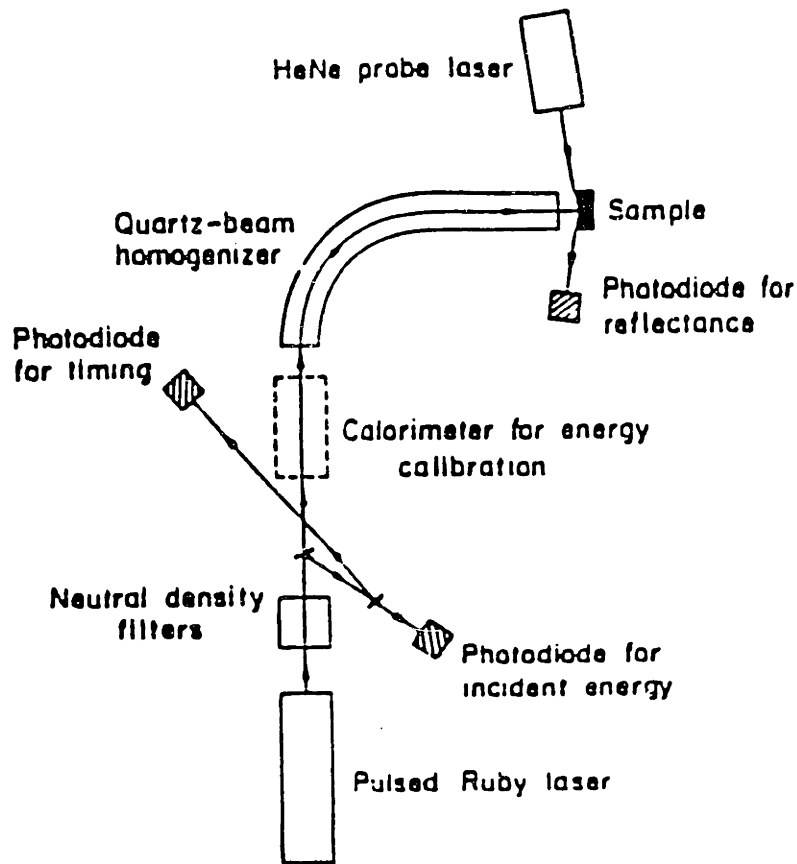 HeNe probe laser
Quartz-beam
homogenizer
Sample
Photodiode for
reflectance
Photodiode
for timing
Calorimeter for energy
calibration
Neutral density
filters
Photodiode for
incident energy
Pulsed Ruby laser